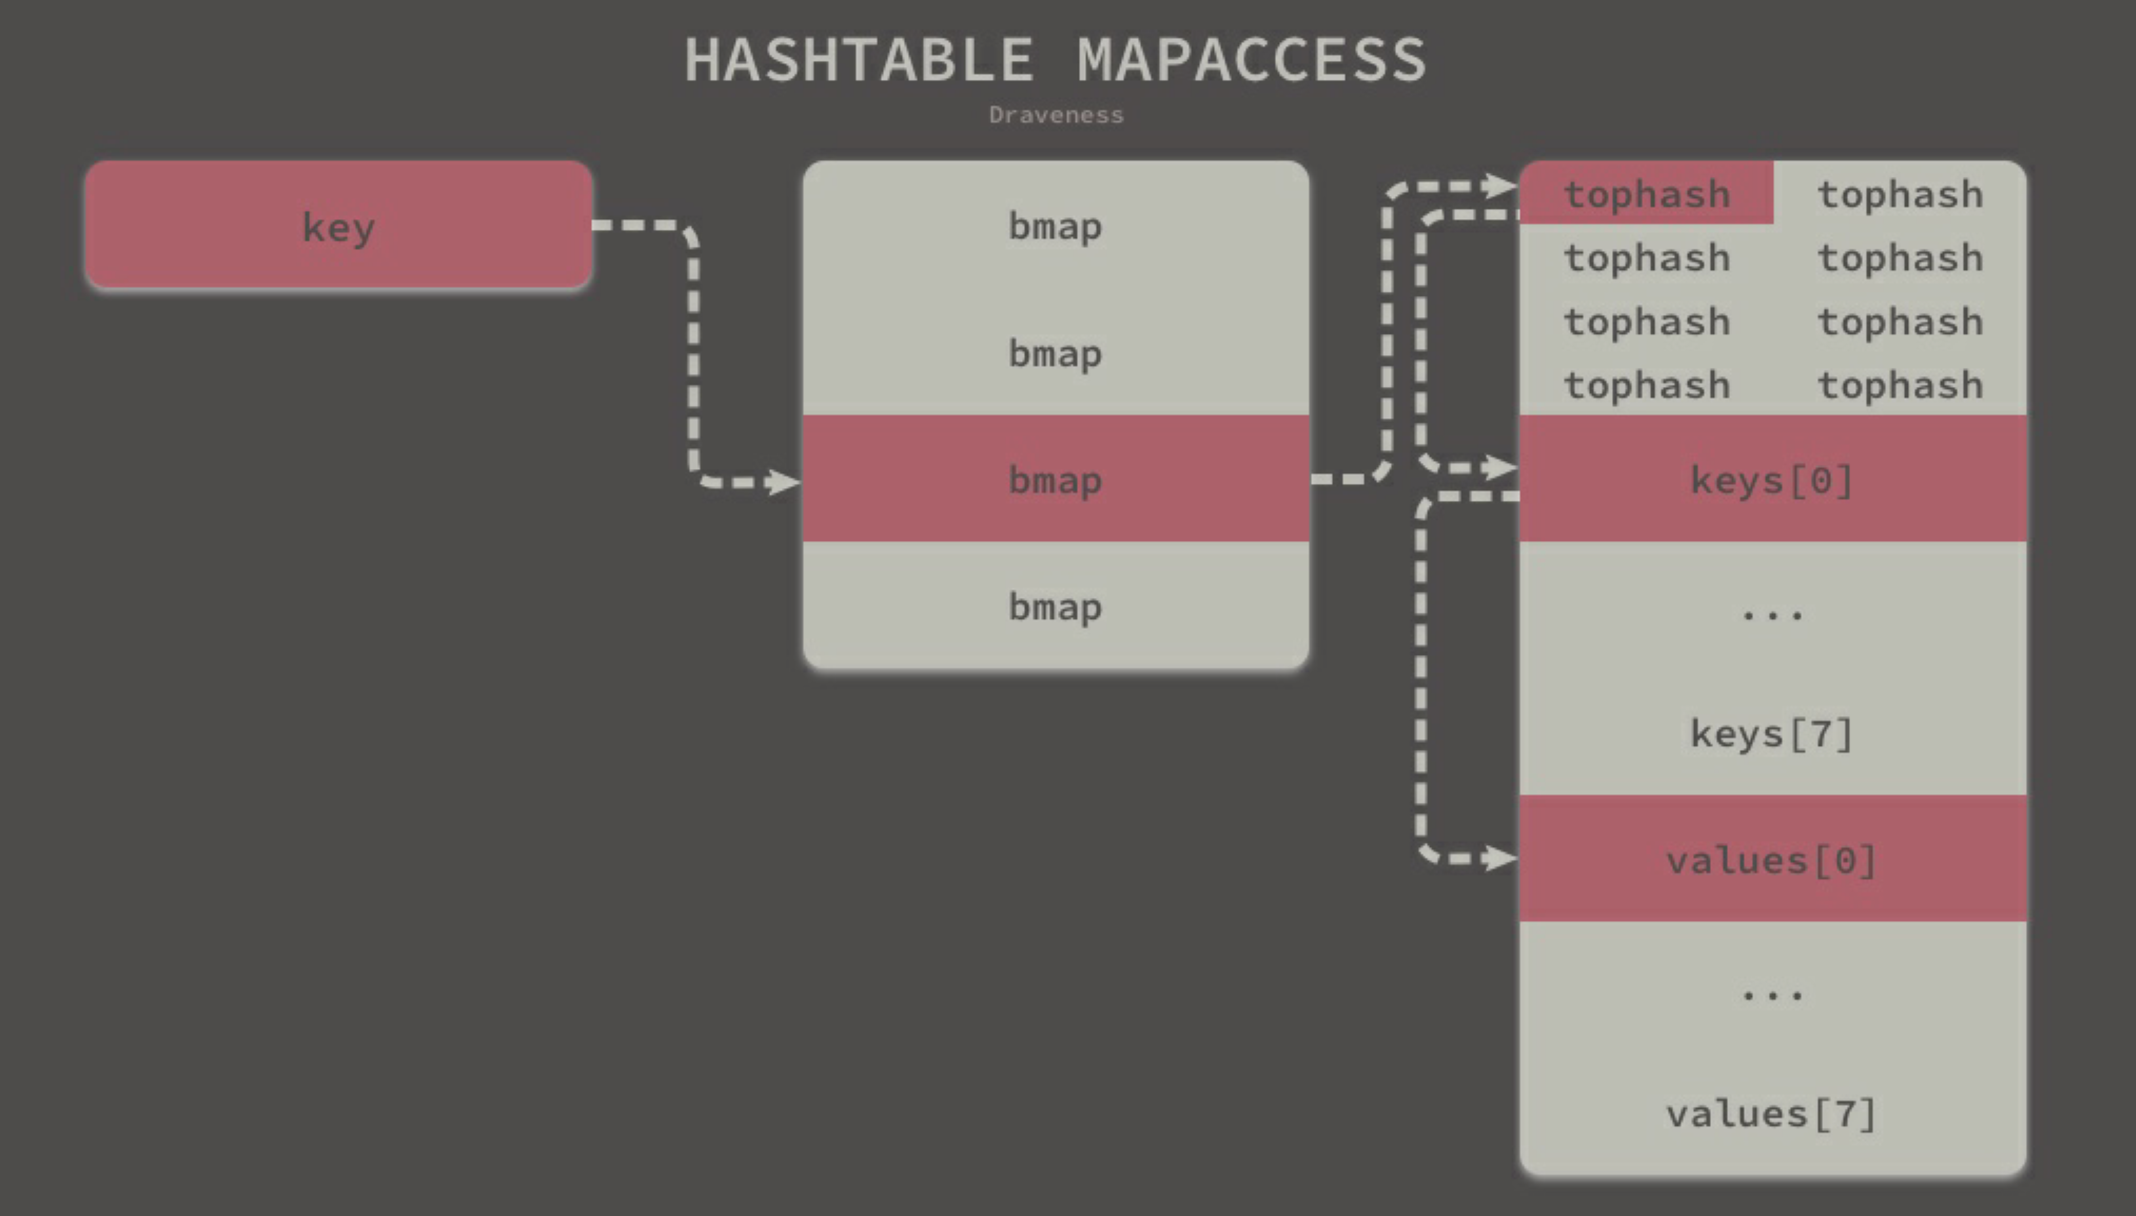 HASHTABLE MAPACCESS
Draveness
key
bmap
bmap
bmap
bmap
tophash tophash
tophash tophash
tophash tophash
tophash tophash
keys[0]
...
keys[7]
values[0]
...
values[7]